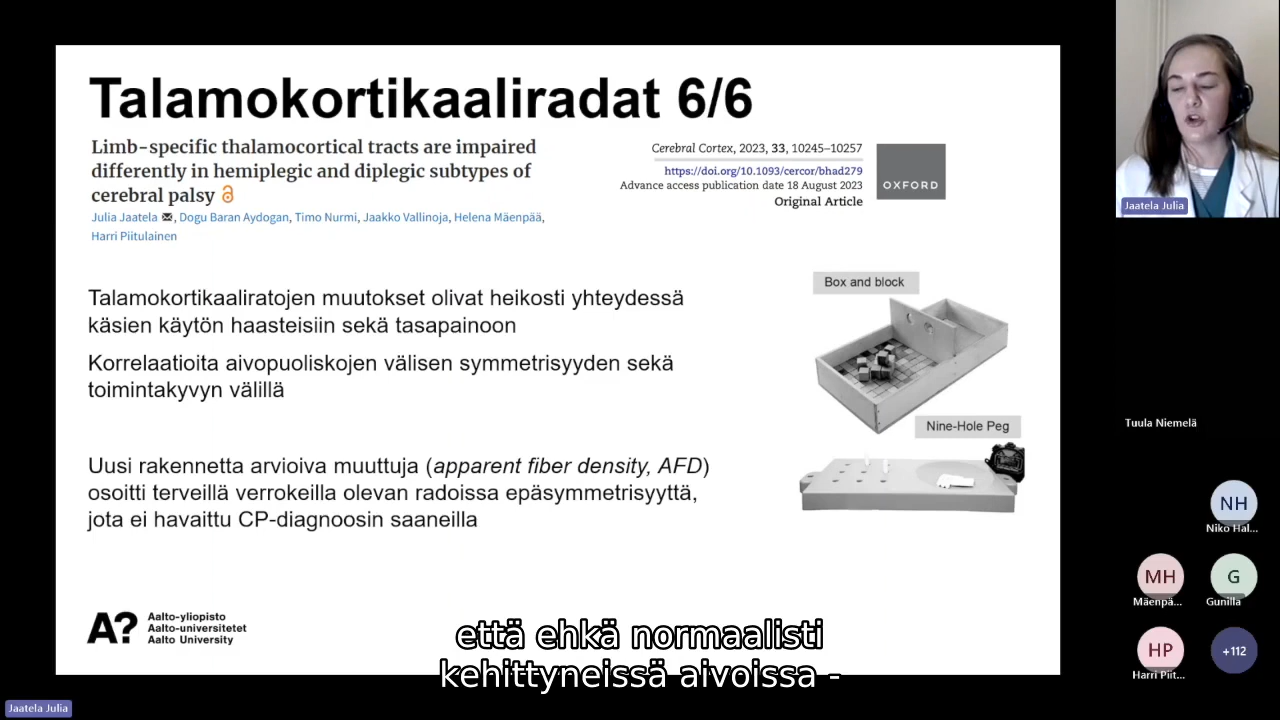 Talamokortikaaliradat 6/6
Limb-specific thalamocortical tracts are impaired
differently in hemiplegic and diplegic subtypes of
cerebral palsy
Julia Jaatela, Dogu Baran Aydogan, Timo Nurmi, Jaakko Vallinoja, Helena Mäenpää,
Harri Piitulainen
Cerebral Cortex, 2023, 33, 10245–10257
https://doi.org/10.1093/cercor/bhad279
Advance access publication date 18 August 2023
Original Article
OXFORD
Talamokortikaaliratojen muutokset olivat heikosti yhteydessä
käsien käytön haasteisiin sekä tasapainoon
Korrelaatioita aivopuoliskojen välisen symmetrisyyden sekä
toimintakyvyn välillä
Uusi rakennetta arvioiva muuttuja (apparent fiber density, AFD)
osoitti terveillä verrokeilla olevan radoissa epäsymmetrisyyttä,
jota ei havaittu CP-diagnoosin saaneilla
Box and block
Nine-Hole Peg
A?
Aalto-yliopisto
Aalto-universitetet
Aalto University
että ehkä normaalisti
kehittyneissä aivoissa -
Jaatela Julia
Jaatela Julia
Tuula Niemelä
NH
Niko Hal...
MH
Mäenpä...
G
Gunilla
HP
Harri Piit...
+112